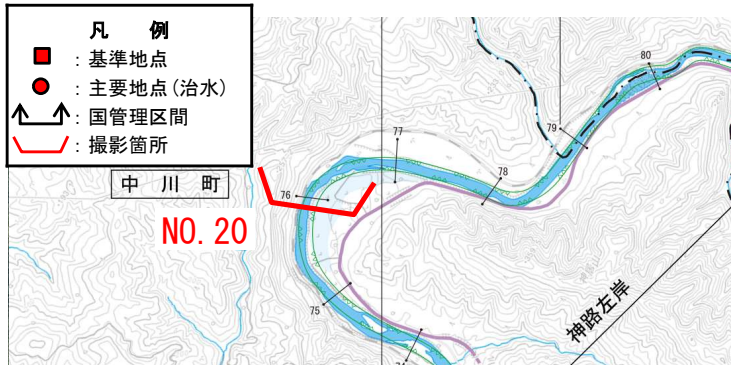 凡 例
: 基準地点
: 主要地点(治水)
: 国管理区間
: 撮影箇所
中 川 町
NO. 20
80
79
77
78
76
75
74
神路左岸